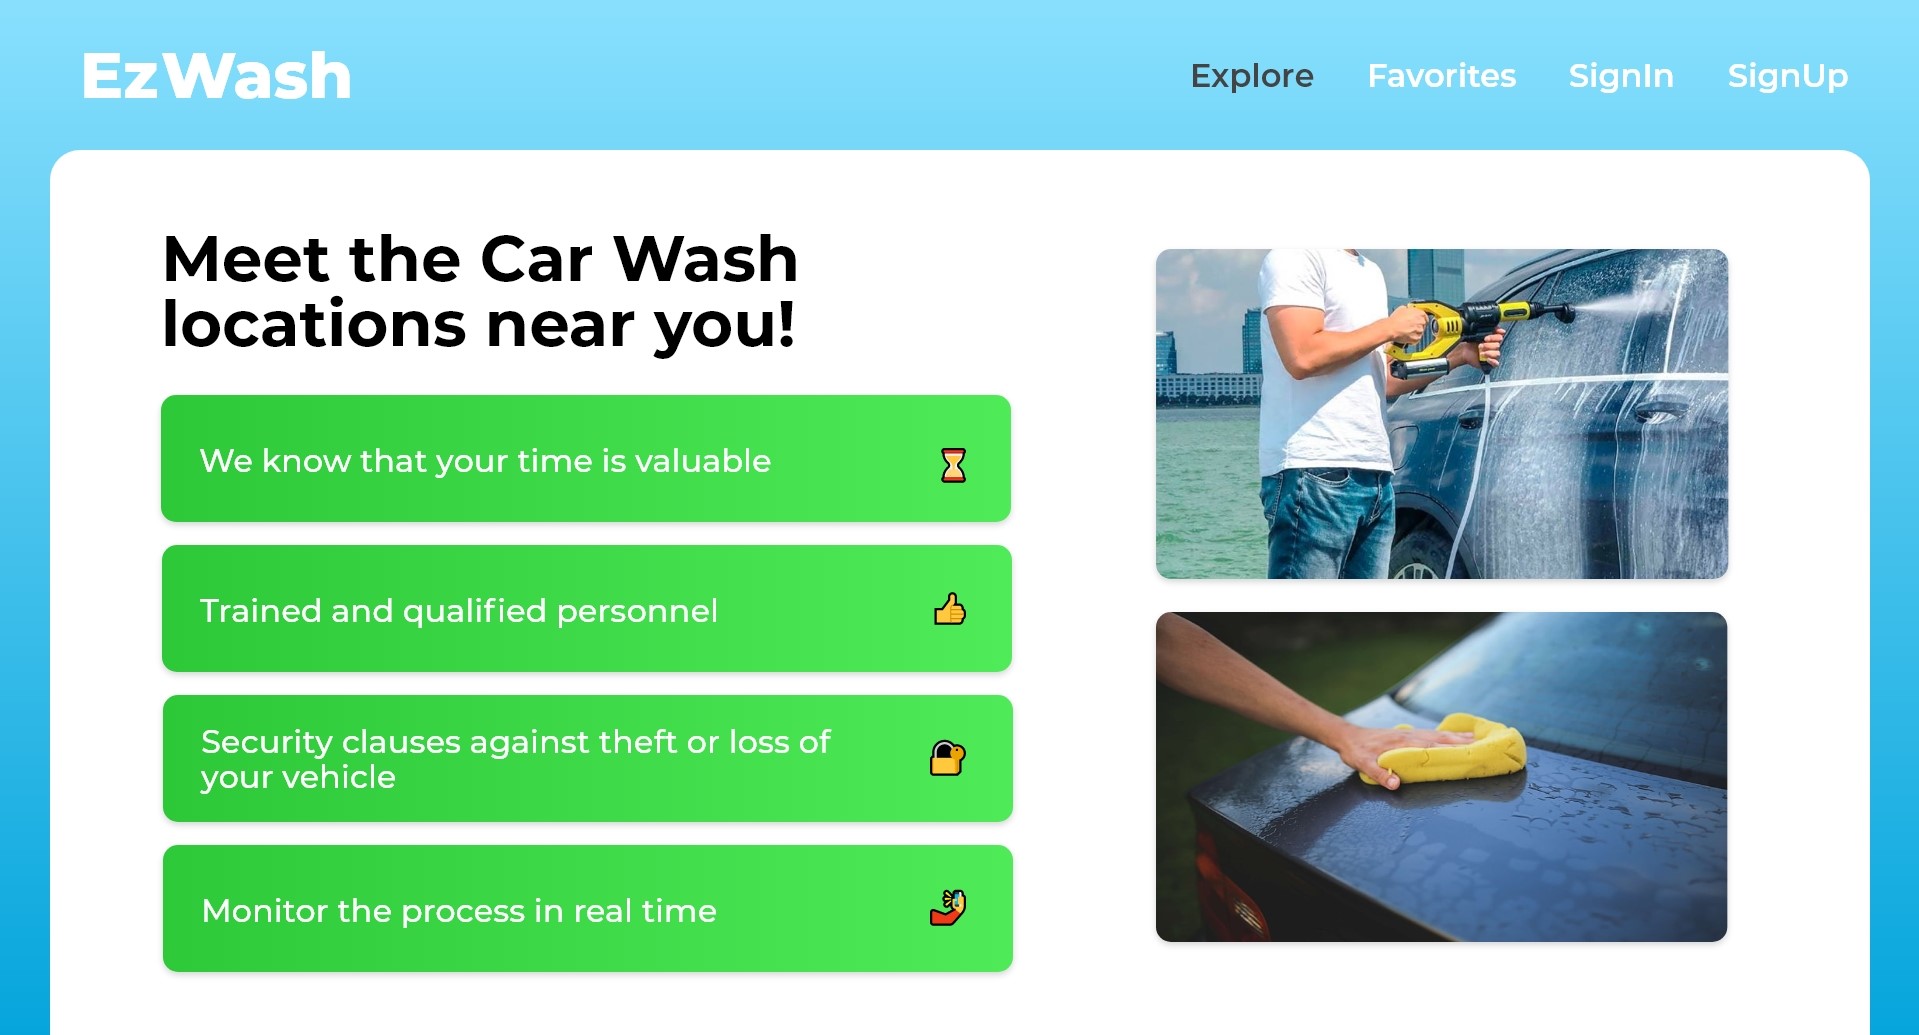 EzWash
Explore
Favorites
SignIn
SignUp
Meet the Car Wash
locations near you!
We know that your time is valuable
Trained and qualified personnel
Security clauses against theft or loss of
your vehicle
Monitor the process in real time